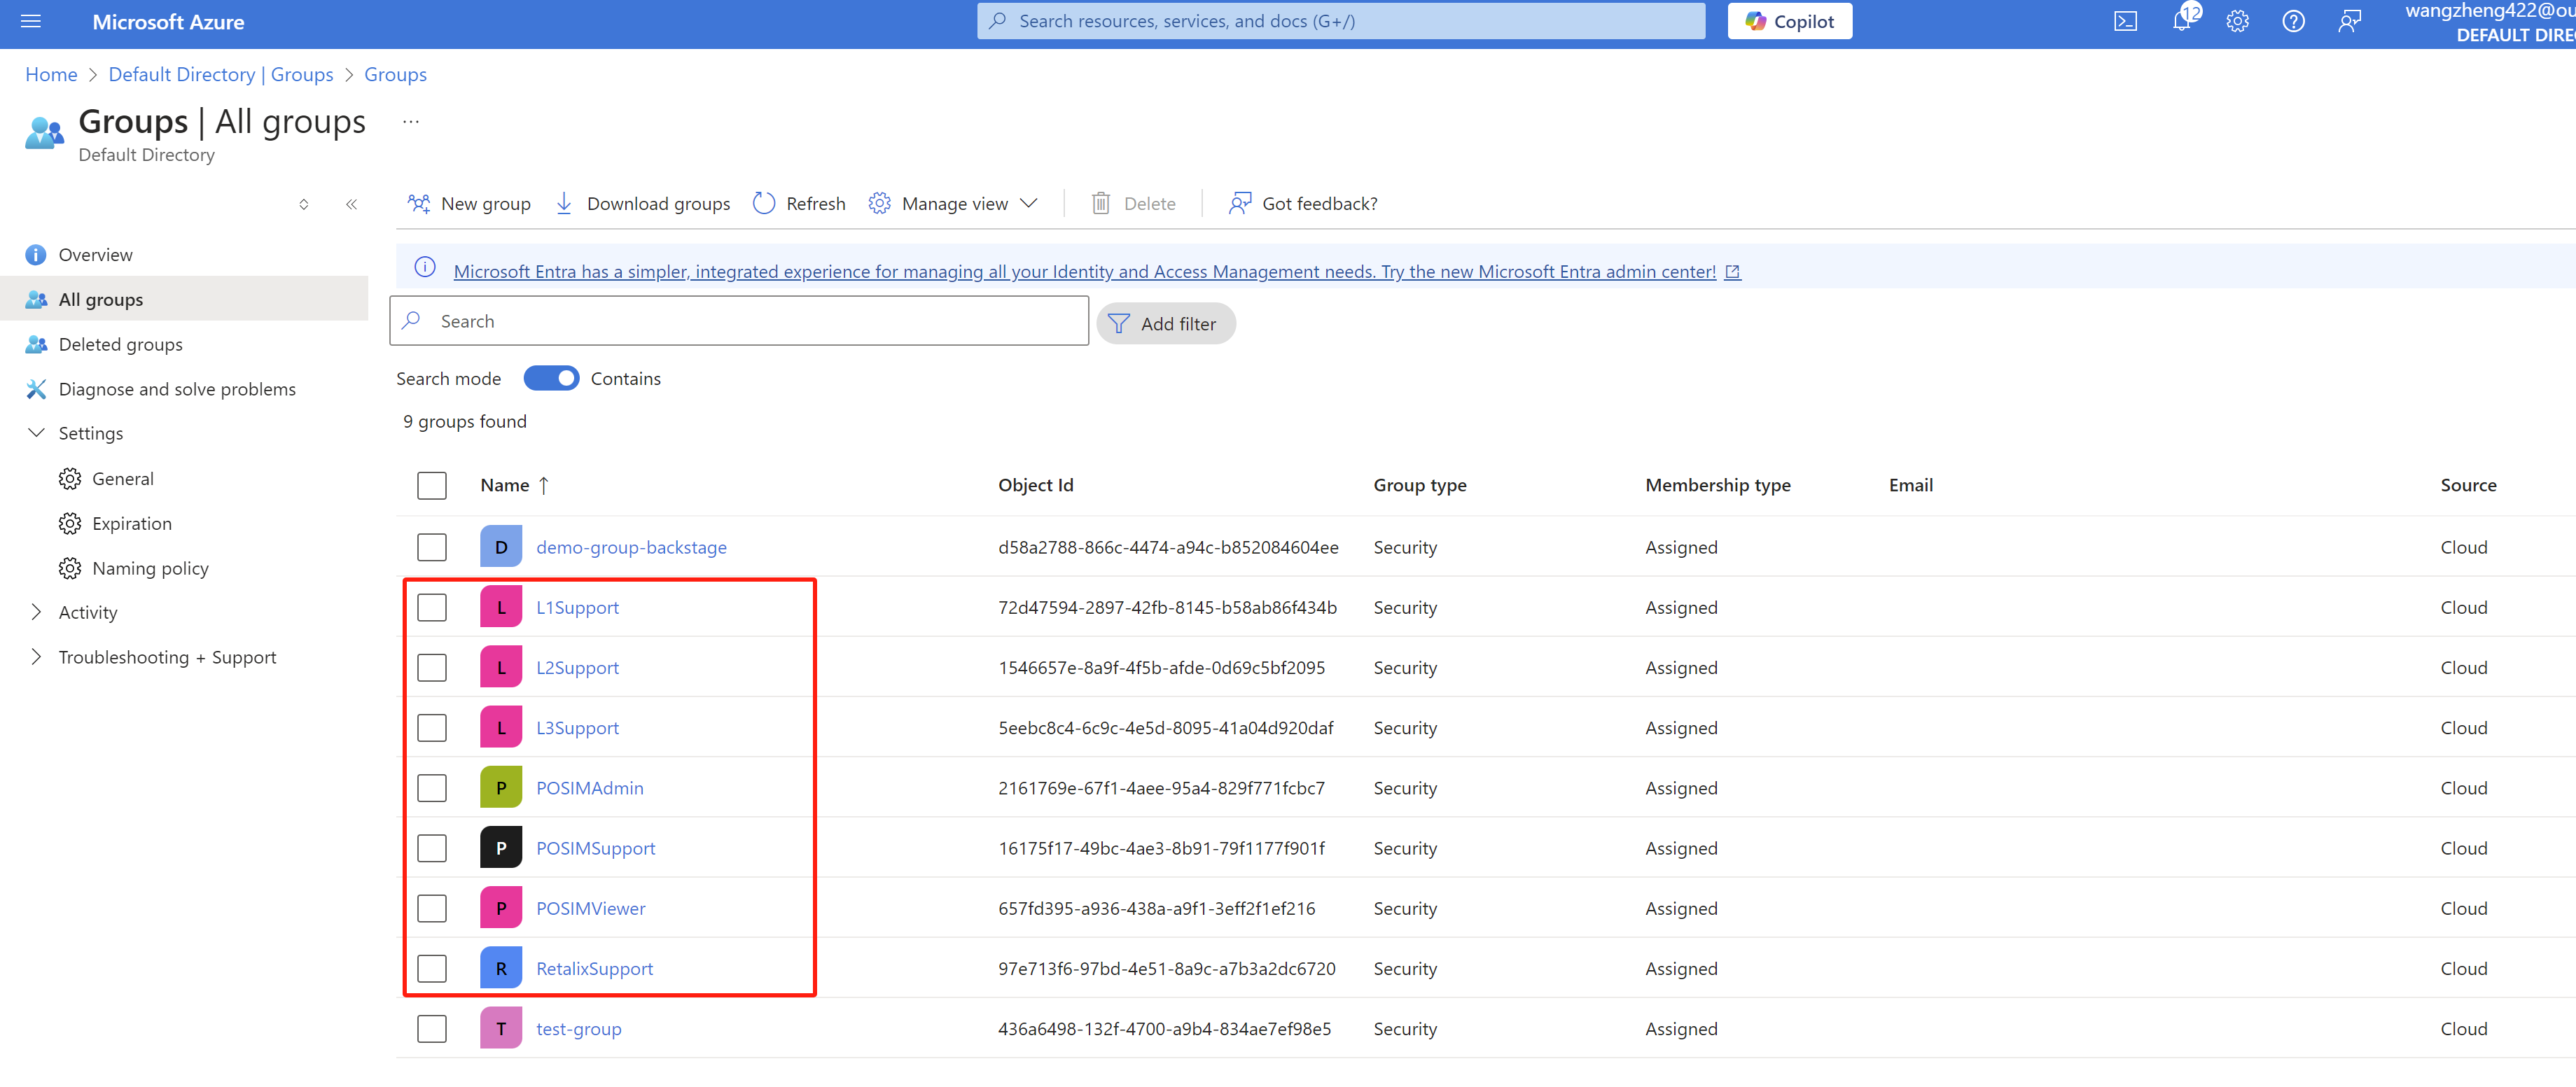 Microsoft Azure
Search resources, services, and docs (G+/)
Copilot
12
wangzheng422@ou
DEFAULT DIRE
Home > Default Directory | Groups > Groups
Groups | All groups ...
Default Directory
New group
Download groups
Refresh
Manage view
Delete
Got feedback?
Overview
All groups
Deleted groups
Diagnose and solve problems
Settings
General
Expiration
Naming policy
Activity
Troubleshooting + Support
Microsoft Entra has a simpler, integrated experience for managing all your Identity and Access Management needs. Try the new Microsoft Entra admin center!
Search
Add filter
Search mode Contains
9 groups found
Name ↑ Object Id Group type Membership type Email Source
D demo-group-backstage d58a2788-866c-4474-a94c-b852084604ee Security Assigned Cloud
L L1Support 72d47594-2897-42fb-8145-b58ab86f434b Security Assigned Cloud
L L2Support 1546657e-8a9f-4f5b-afde-0d69c5bf2095 Security Assigned Cloud
L L3Support 5eebc8c4-6c9c-4e5d-8095-41a04d920daf Security Assigned Cloud
P POSIMAdmin 2161769e-67f1-4aee-95a4-829f771fcbc7 Security Assigned Cloud
P POSIMSupport 16175f17-49bc-4ae3-8b91-79f1177f901f Security Assigned Cloud
P POSIMViewer 657fd395-a936-438a-a9f1-3eff2f1ef216 Security Assigned Cloud
R RetalixSupport 97e713f6-97bd-4e51-8a9c-a7b3a2dc6720 Security Assigned Cloud
T test-group 436a6498-132f-4700-a9b4-834ae7ef98e5 Security Assigned Cloud